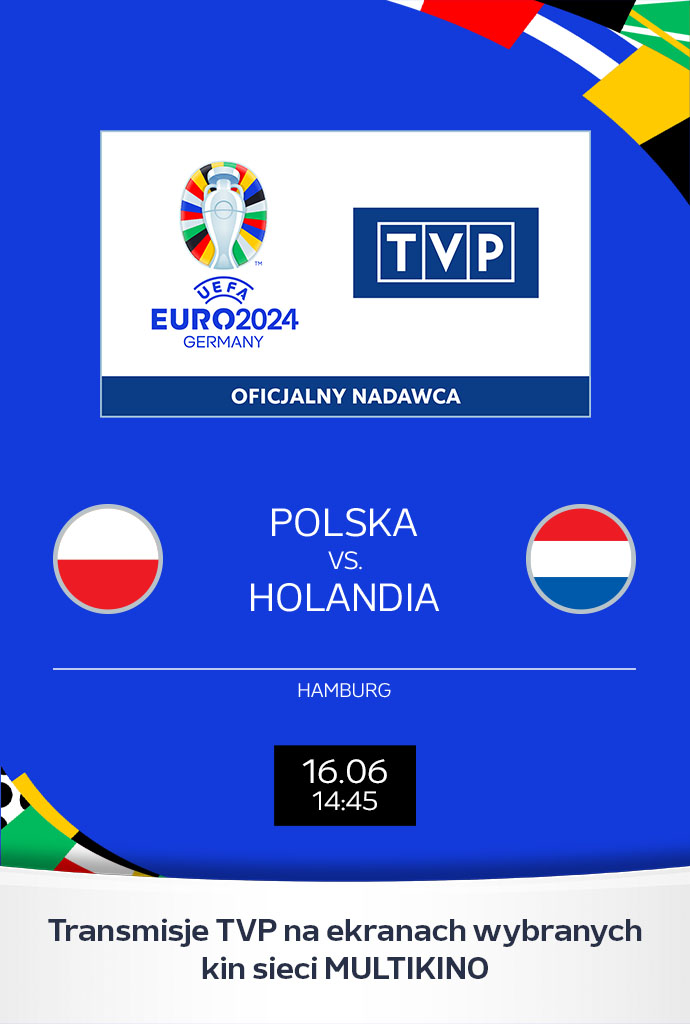 ™
UEFA
EURO2024
GERMANY
TVP
OFICJALNY NADAWCA
POLSKA
VS.
HOLANDIA
HAMBURG
16.06
14:45
Transmisje TVP na ekranach wybranych
kin sieci MULTIKINO